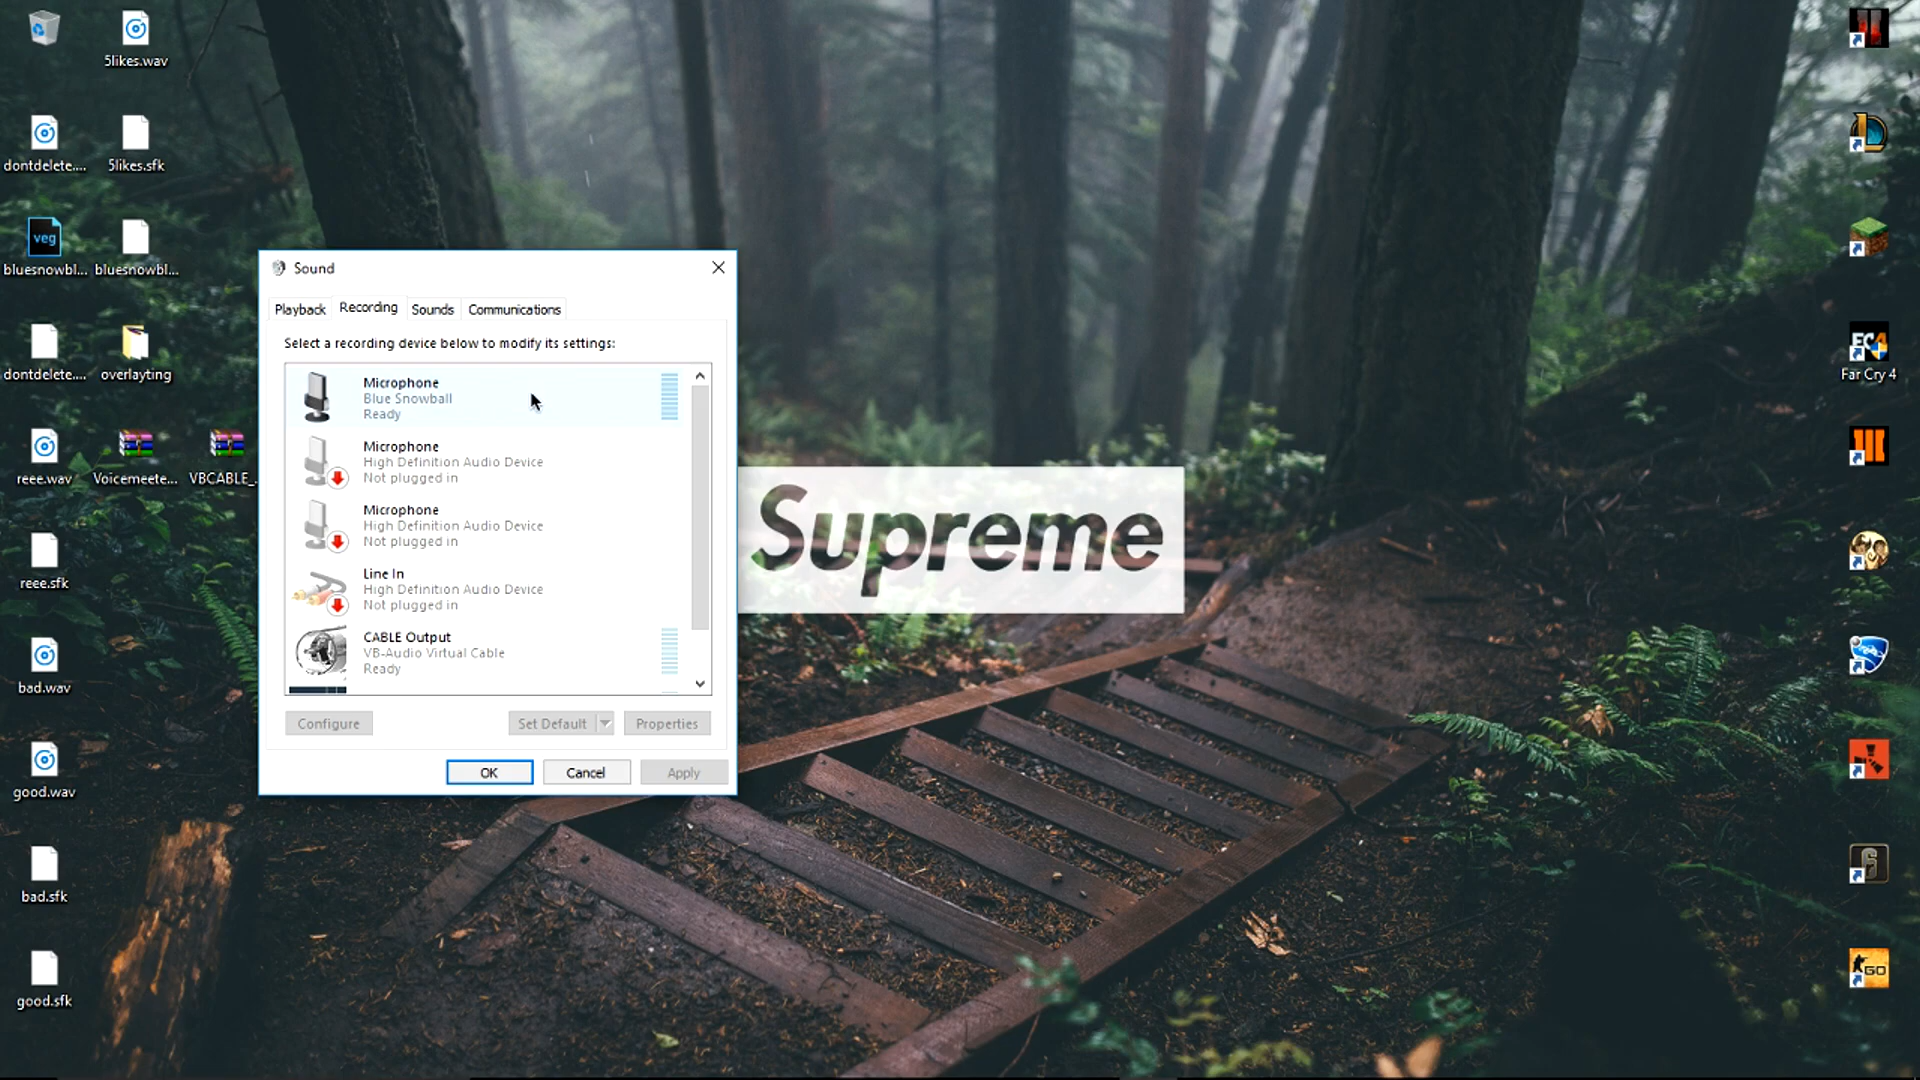 5likes.wav
dontdelete....
5likes.sfk
veg
bluesnowbl...
bluesnowbl...
dontdelete....
overlayting
reee.wav
Voicemeete...
VBCABLE_...
reee.sfk
bad.wav
good.wav
bad.sfk
good.sfk
Sound
Playback
Recording
Sounds
Communications
Select a recording device below to modify its settings:
Microphone
Blue Snowball
Ready
Microphone
High Definition Audio Device
Not plugged in
Microphone
High Definition Audio Device
Not plugged in
Line In
High Definition Audio Device
Not plugged in
CABLE Output
VB-Audio Virtual Cable
Ready
Configure
Set Default
Properties
OK
Cancel
Apply
Supreme
FC4
Far Cry 4
III
6
GO